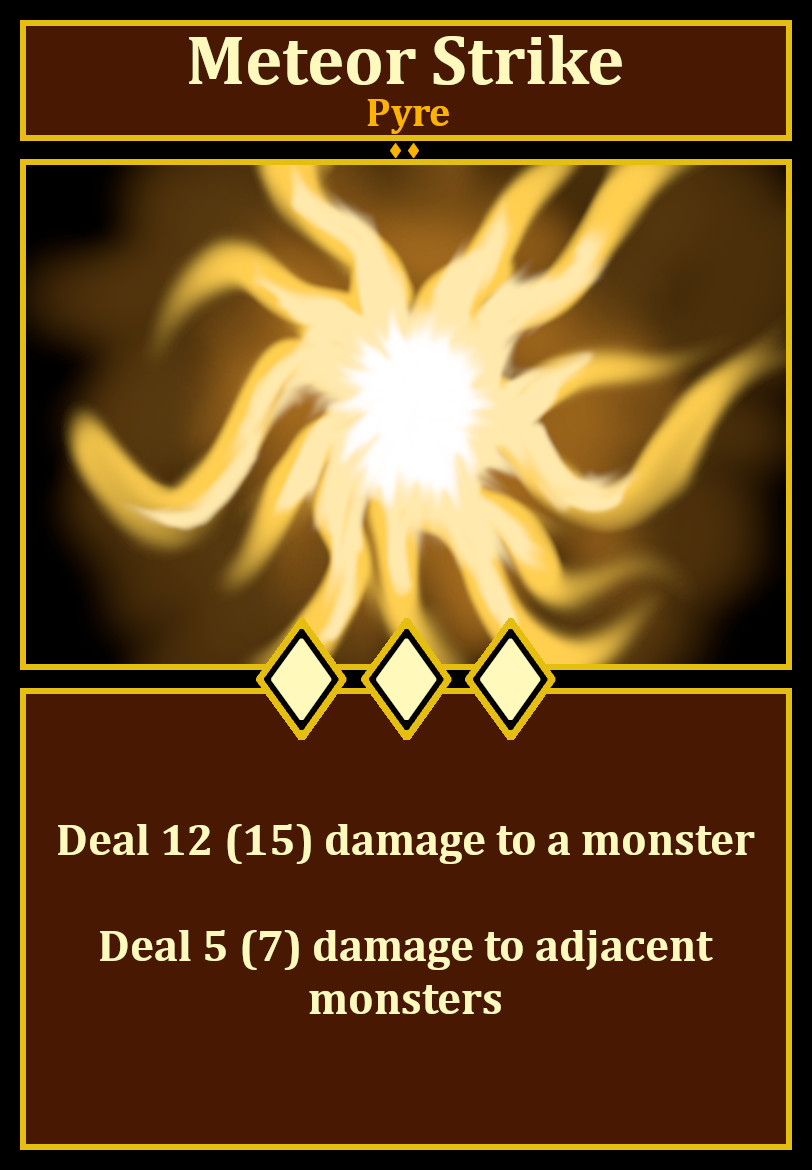 Meteor Strike
Pyre
Deal 12 (15) damage to a monster
Deal 5 (7) damage to adjacent
monsters